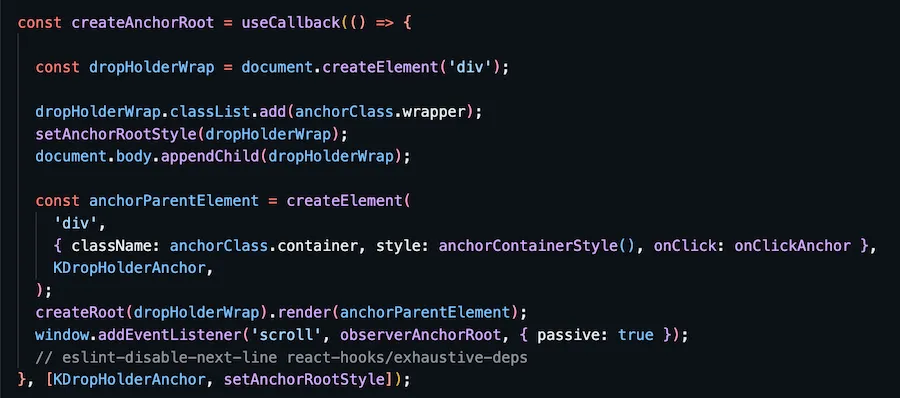 const createAnchorRoot = useCallback(() => {
const dropHolderWrap = document.createElement('div');
dropHolderWrap.classList.add(anchorClass.wrapper);
setAnchorRootStyle(dropHolderWrap);
document.body.appendChild(dropHolderWrap);
const anchorParentElement = createElement(
'div',
{ className: anchorClass.container, style: anchorContainerStyle(), onClick: onClickAnchor },
KDropHolderAnchor,
);
createRoot(dropHolderWrap).render(anchorParentElement);
window.addEventListener('scroll', observerAnchorRoot, { passive: true });
// eslint-disable-next-line react-hooks/exhaustive-deps
}, [KDropHolderAnchor, setAnchorRootStyle]);